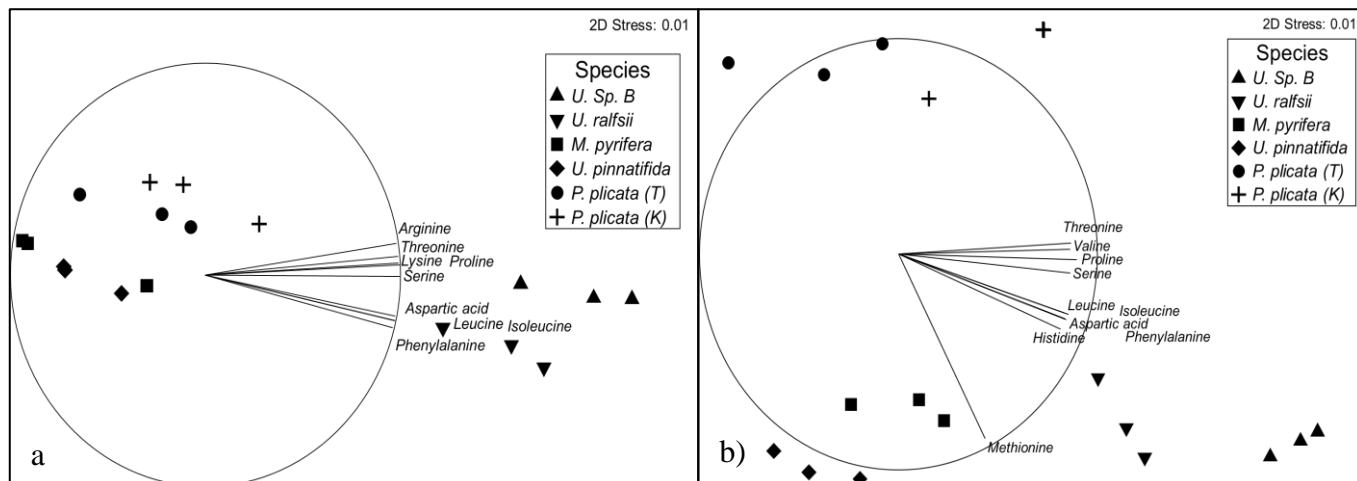 2D Stress: 0.01
Species
U. Sp. B
U. ralfsii
M. pyrifera
U. pinnatifida
P. plicata (T)
P. plicata (K)
Arginine
Threonine
Lysine Proline
Serine
Aspartic acid
Leucine Isoleucine
Phenylalanine
a
2D Stress: 0.01
Species
U. Sp. B
U. ralfsii
M. pyrifera
U. pinnatifida
P. plicata (T)
P. plicata (K)
Threonine
Valine
Proline
Serine
Leucine Isoleucine
Aspartic acid
Histidine Phenylalanine
Methionine
b)